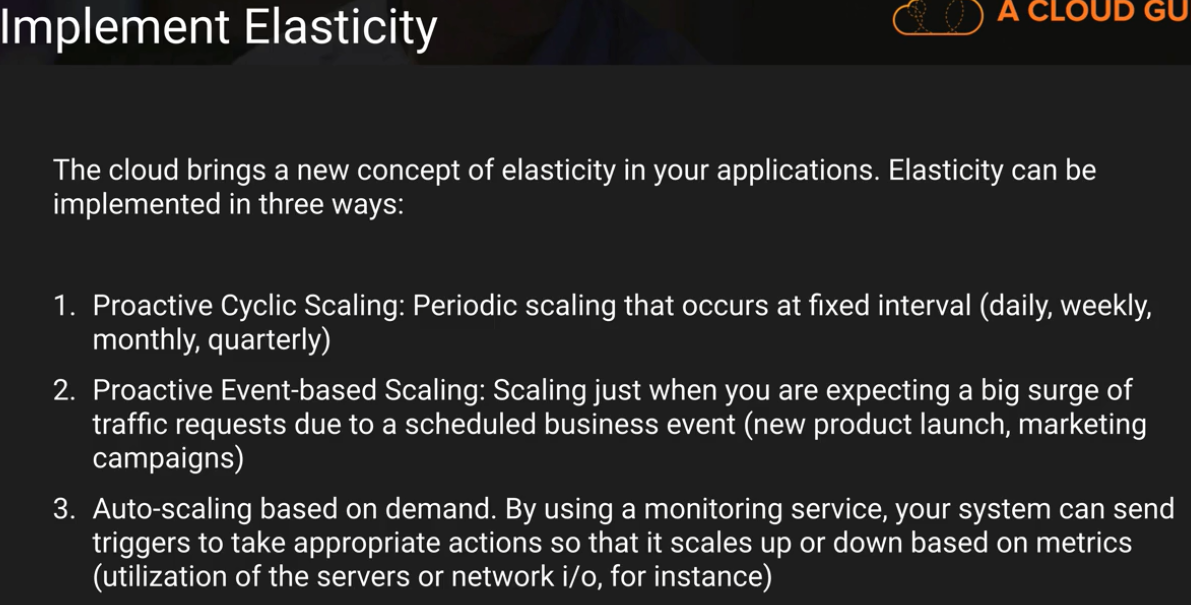 Implement Elasticity
A CLOUD GU
The cloud brings a new concept of elasticity in your applications. Elasticity can be
implemented in three ways:
1. Proactive Cyclic Scaling: Periodic scaling that occurs at fixed interval (daily, weekly,
monthly, quarterly)
2. Proactive Event-based Scaling: Scaling just when you are expecting a big surge of
traffic requests due to a scheduled business event (new product launch, marketing
campaigns)
3. Auto-scaling based on demand. By using a monitoring service, your system can send
triggers to take appropriate actions so that it scales up or down based on metrics
(utilization of the servers or network i/o, for instance)